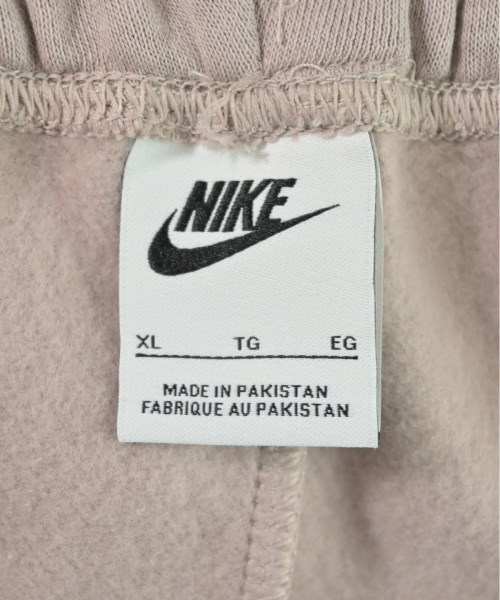 NIKE
XL TG EG
MADE IN PAKISTAN
FABRIQUE AU PAKISTAN